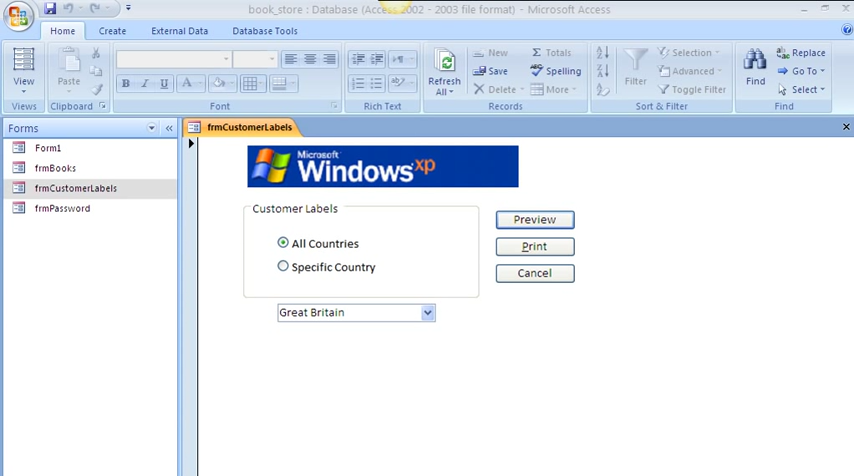 book_store : Database (Access 2002 - 2003 file format) - Microsoft Access
Home Create External Data Database Tools
View
Views
Paste
Clipboard
B I U A
Font
Rich Text
Refresh All
New
Save
Delete
Totals
Spelling
More
Records
Filter
Selection
Advanced
Toggle Filter
Sort & Filter
Find
Replace
Go To
Select
Find
Forms
Form1
frmBooks
frmCustomerLabels
frmPassword
frmCustomerLabels
Microsoft
Windows xp
Customer Labels
All Countries
Specific Country
Great Britain
Preview
Print
Cancel